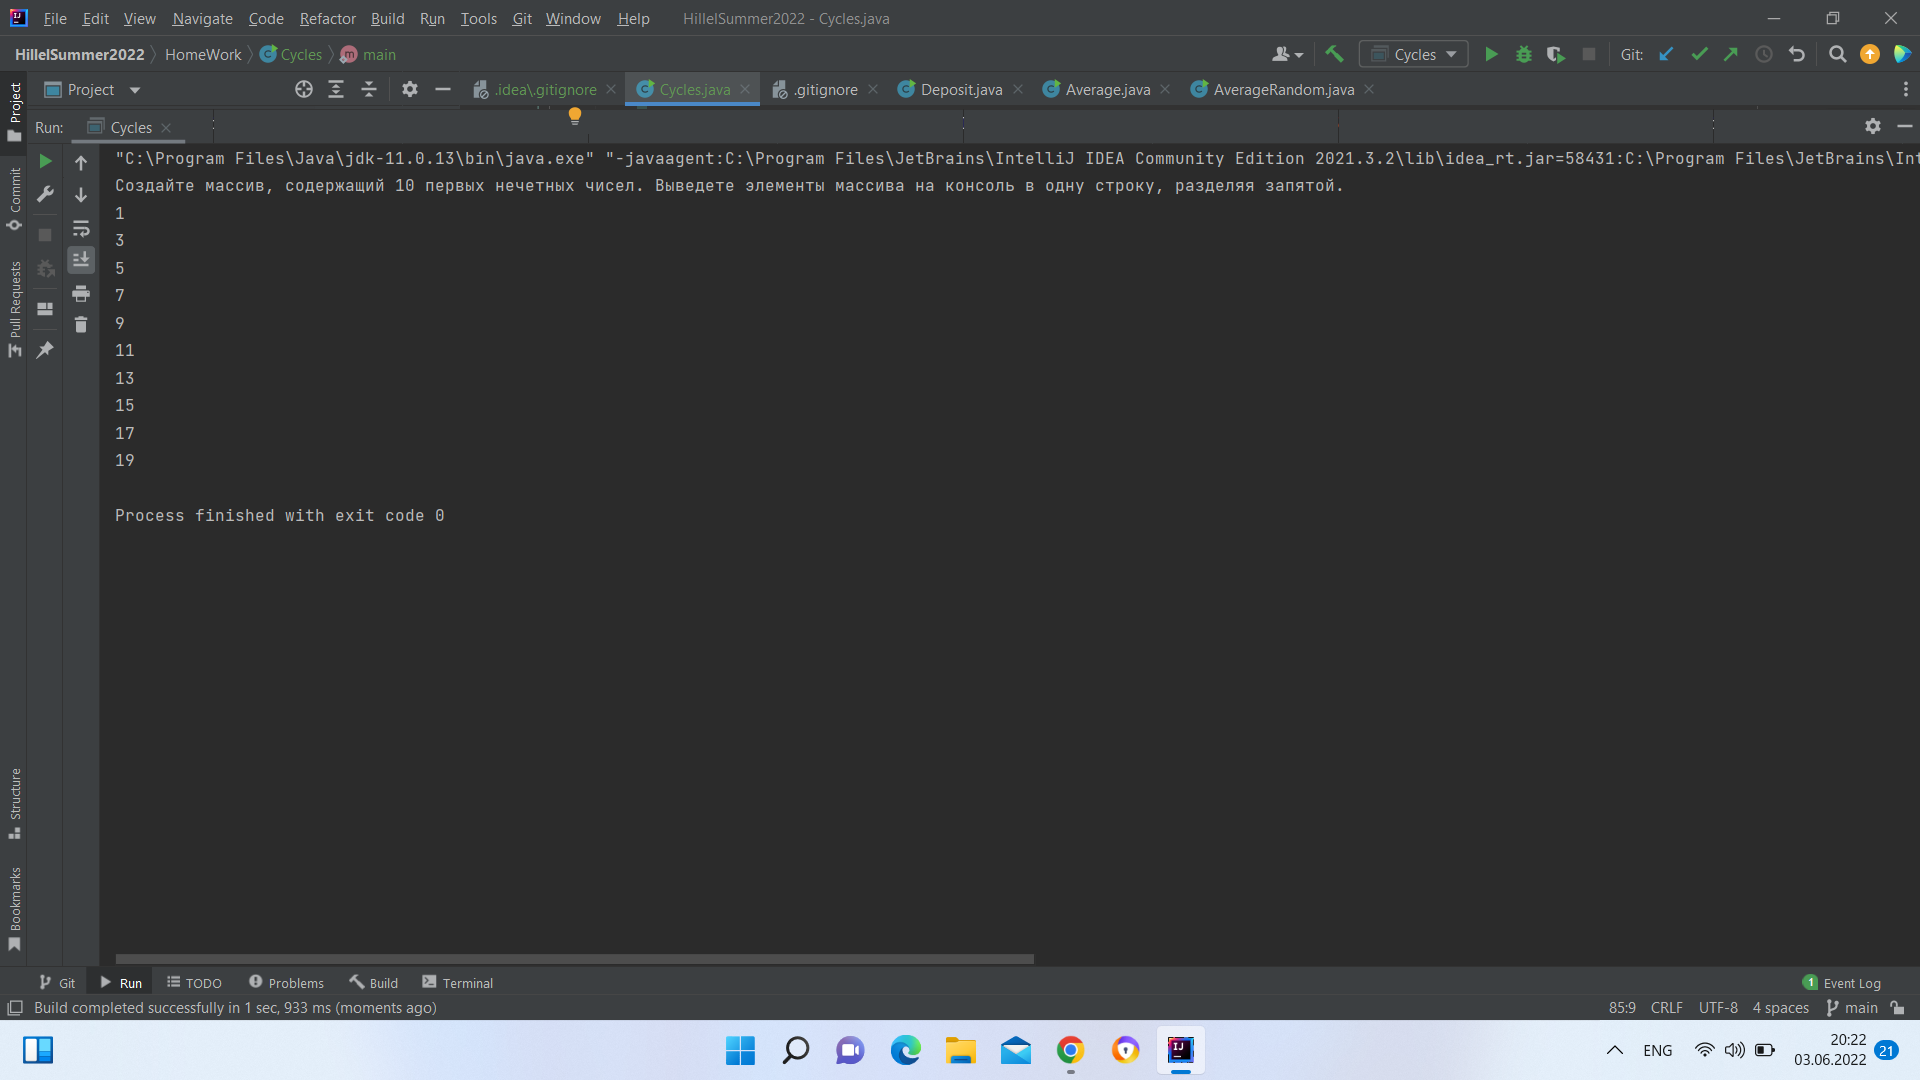 File Edit View Navigate Code Refactor Build Run Tools Git Window Help HillelSummer2022 - Cycles.java
HillelSummer2022 HomeWork Cycles main Cycles Git:
Project .idea\.gitignore Cycles.java .gitignore Deposit.java Average.java AverageRandom.java
Run: Cycles
"C:\Program Files\Java\jdk-11.0.13\bin\java.exe" "-javaagent:C:\Program Files\JetBrains\IntelliJ IDEA Community Edition 2021.3.2\lib\idea_rt.jar=58431:C:\Program Files\JetBrains\Int
Создайте массив, содержащий 10 первых нечетных чисел. Выведете элементы массива на консоль в одну строку, разделяя запятой.
1
3
5
7
9
11
13
15
17
19
Process finished with exit code 0
Project
Commit
Pull Requests
Structure
Bookmarks
Git Run TODO Problems Build Terminal 1 Event Log
Build completed successfully in 1 sec, 933 ms (moments ago) 85:9 CRLF UTF-8 4 spaces main
ENG 20:22
03.06.2022 21